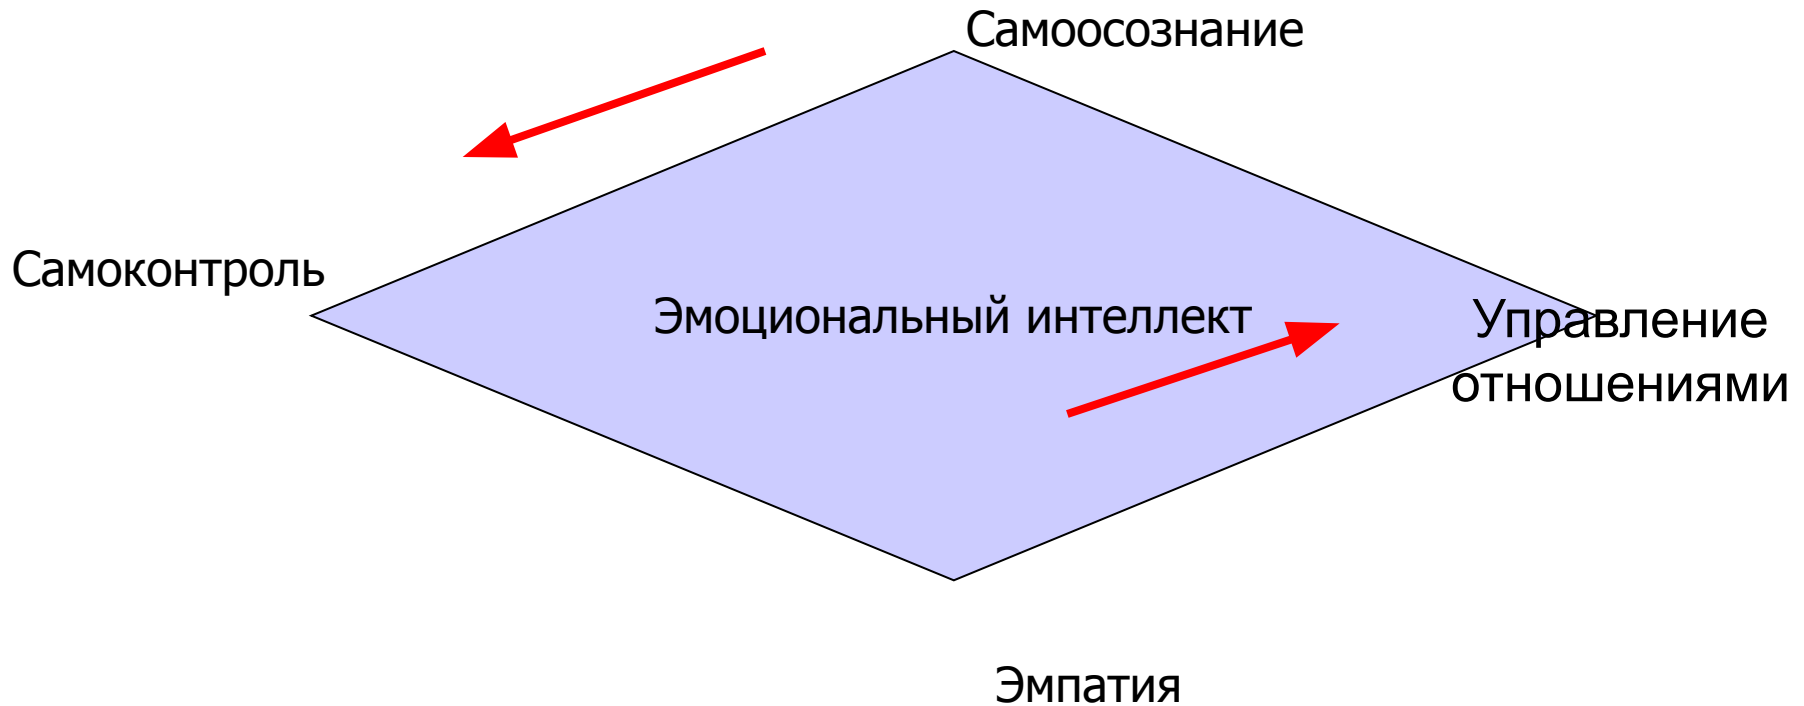 Самоосознание
Самоконтроль
Эмоциональный интеллект
Управление
отношениями
Эмпатия